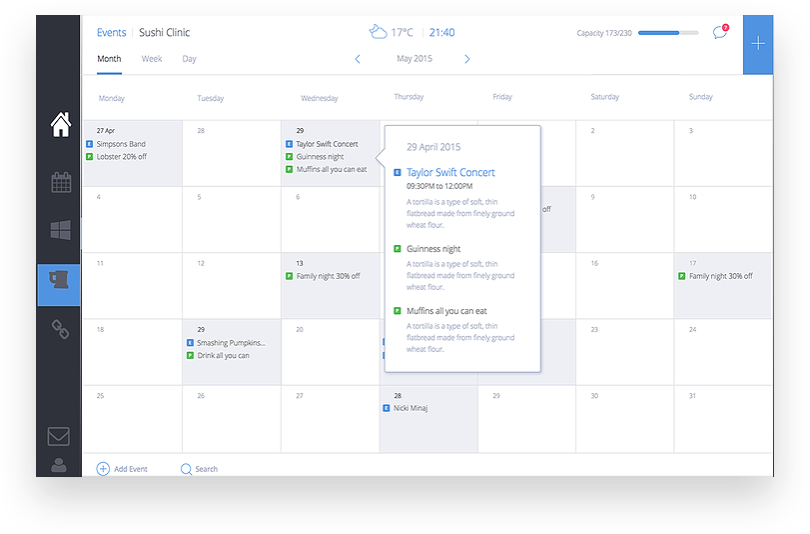 Events | Sushi Clinic
17°C | 21:40
Capacity 173/230
7
Month Week Day
May 2015
Monday Tuesday Wednesday Thursday Friday Saturday Sunday
27 Apr 28 29 2 3
E Simpsons Band
P Lobster 20% off
E Taylor Swift Concert
P Guinness night
P Muffins all you can eat
29 April 2015
E Taylor Swift Concert
09:30PM to 12:00PM
A tortilla is a type of soft, thin
flatbread made from finely ground
wheat flour.
P Guinness night
A tortilla is a type of soft, thin
flatbread made from finely ground
wheat flour.
P Muffins all you can eat
A tortilla is a type of soft, thin
flatbread made from finely ground
wheat flour.
4 5 6 9 10
off
11 12 13 16 17
P Family night 30% off
P Family night 30% off
18 29 20 23 24
E Smashing Pumpkins...
P Drink all you can
25 26 27 28 29 30 31
E Nicki Minaj
Add Event Search